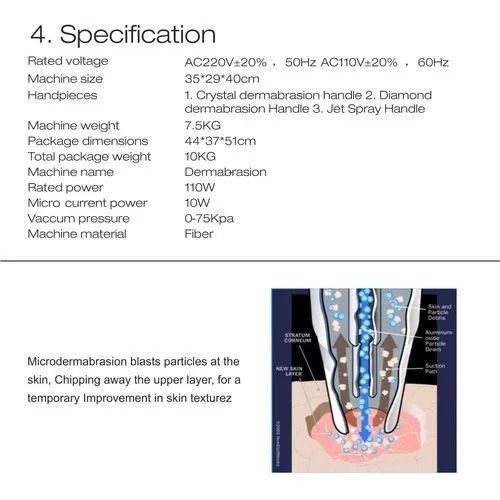 4. Specification
Rated voltage AC220V±20% , 50Hz AC110V±20% , 60Hz
Machine size 35*29*40cm
Handpieces 1. Crystal dermabrasion handle 2. Diamond
dermabrasion Handle 3. Jet Spray Handle
Machine weight 7.5KG
Package dimensions 44*37*51cm
Total package weight 10KG
Machine name Dermabrasion
Rated power 110W
Micro current power 10W
Vaccum pressure 0-75Kpa
Machine material Fiber
Microdermabrasion blasts particles at the
skin, Chipping away the upper layer, for a
temporary Improvement in skin texturez
STRATUM
CORNEUM
NEW SKIN
LAYER
Skin and
Particle
Debris
Aluminum-
oxide
Particle
Beam
Suction
Path